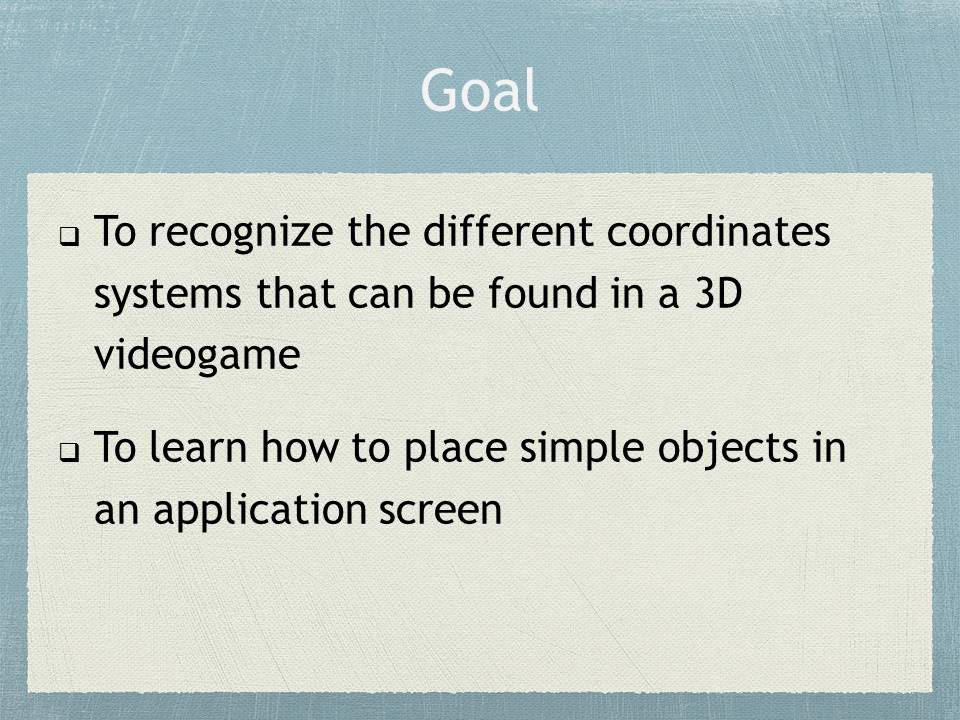 Goal
❑ To recognize the different coordinates
systems that can be found in a 3D
videogame
❑ To learn how to place simple objects in
an application screen